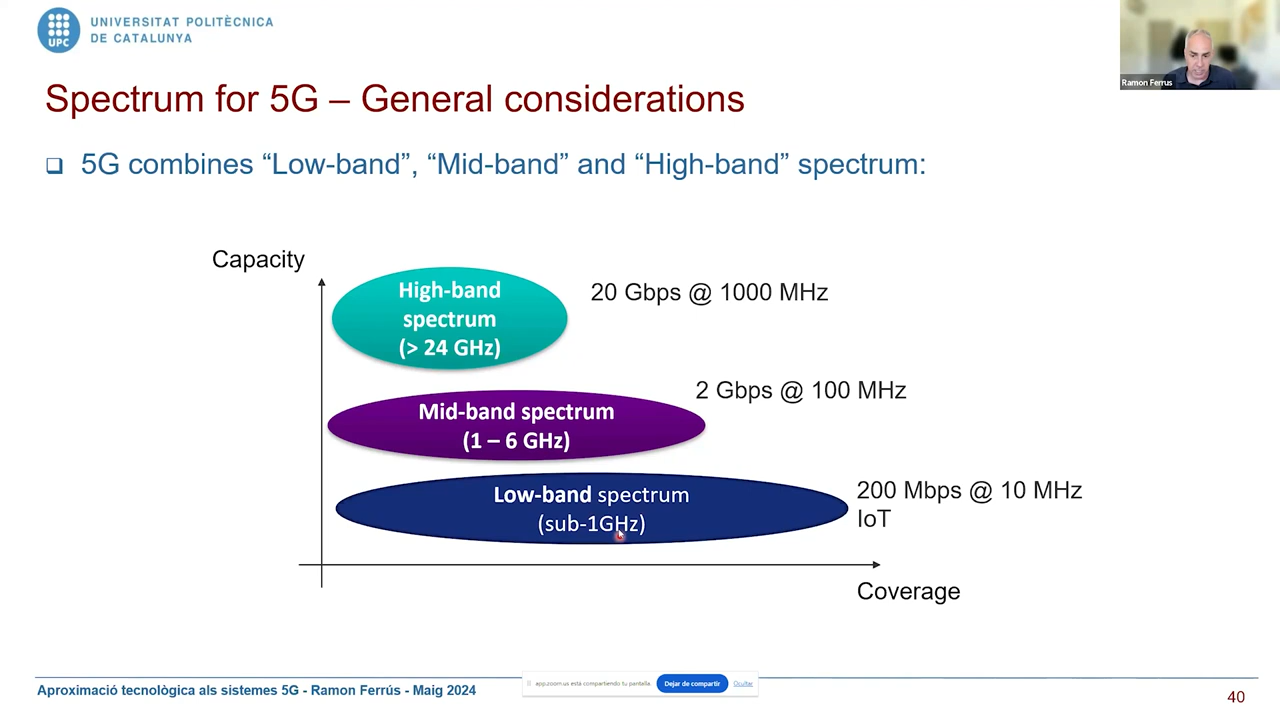 UNIVERSITAT POLITÈCNICA
DE CATALUNYA
UPC
Ramon Ferrus
Spectrum for 5G – General considerations
❑ 5G combines “Low-band”, “Mid-band” and “High-band” spectrum:
Capacity
High-band
spectrum
(> 24 GHz)
20 Gbps @ 1000 MHz
2 Gbps @ 100 MHz
Mid-band spectrum
(1 – 6 GHz)
Low-band spectrum
(sub-1GHz)
200 Mbps @ 10 MHz
IoT
Coverage
Aproximació tecnològica als sistemes 5G - Ramon Ferrús - Maig 2024
app.zoom.us está compartiendo tu pantalla.
Dejar de compartir
Ocultar
40